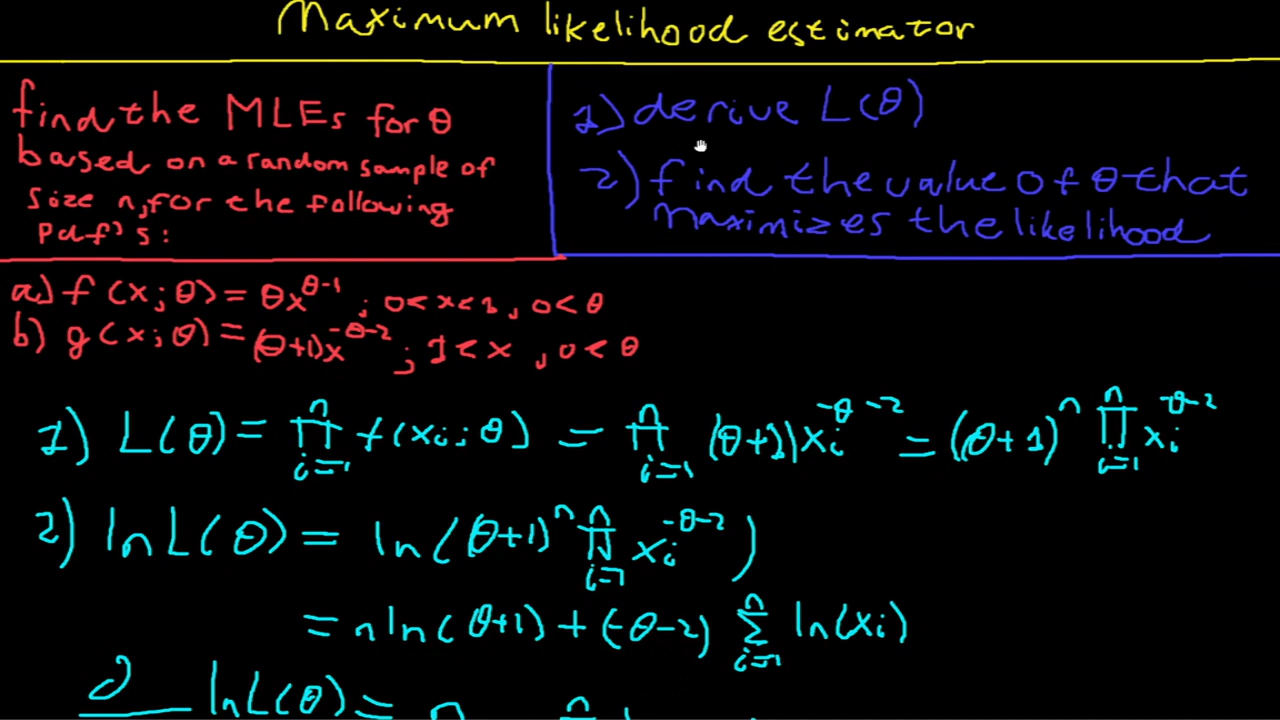 Maximum likelihood estimator
find the MLEs for θ
based on a random sample of
size n, for the following
Pdf's:
1) derive L(θ)
2) find the value of θ that
maximizes the likelihood
a) f(x;θ) = θx^{θ-1} ; 0<x<1, 0<θ
b) g(x;θ) = (θ+1)x^{-θ-2} ; 1<x, 0<θ
1) L(θ) = ∏_{i=1}^{n} f(xi;θ) = ∏_{i=1}^{n} (θ+1)xi^{-θ-2} = (θ+1)^n ∏_{i=1}^{n} xi^{-θ-2}
2) lnL(θ) = ln((θ+1)^n ∏_{i=1}^{n} xi^{-θ-2})
= nln(θ+1) + (-θ-2) ∑_{i=1}^{n} ln(xi)
∂ lnL(θ) =